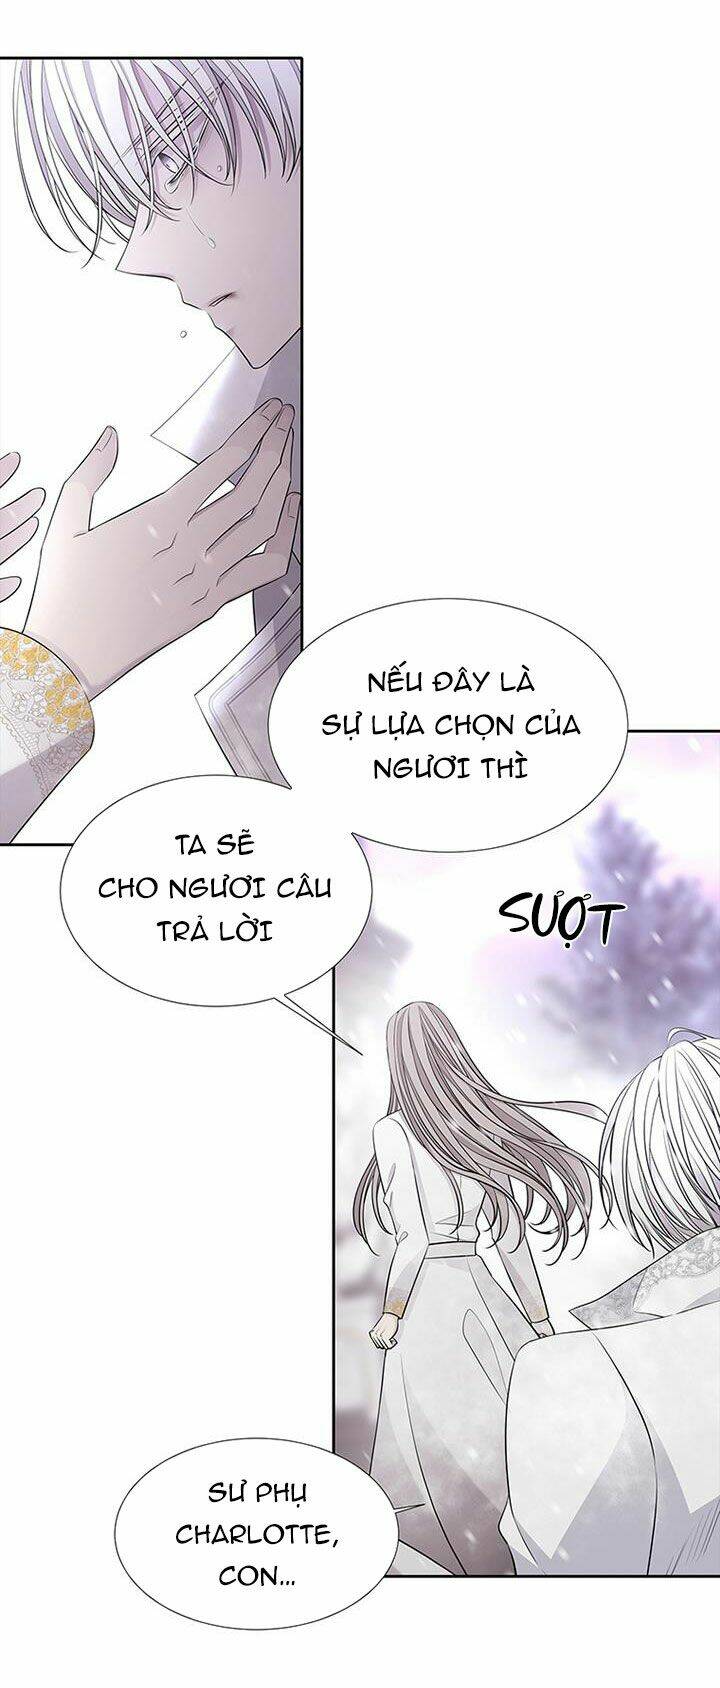 NẾU ĐÂY LÀ
SỰ LỰA CHỌN CỦA
NGƯƠI THÌ
TA SẼ
CHO NGƯƠI CÂU
TRẢ LỜI
SƯỢT
SƯ PHỤ
CHARLOTTE,
CON...